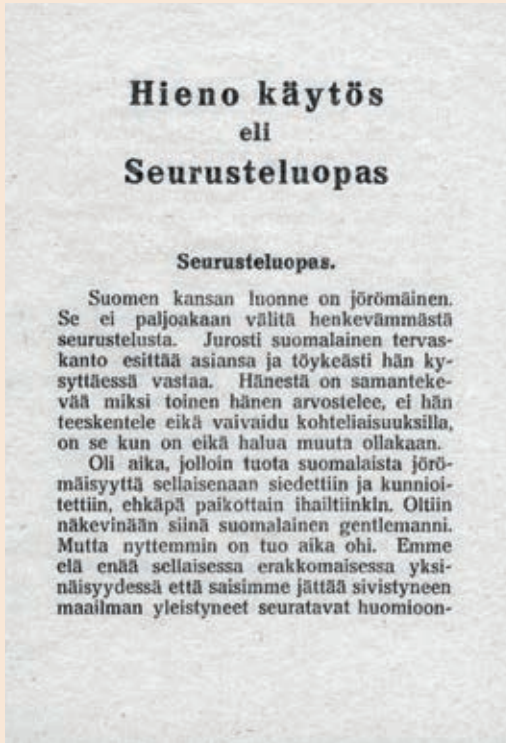 Hieno käytös
eli
Seurusteluopas
Seurusteluopas.
Suomen kansan luonne on jörömäinen.
Se ei paljoakaan välitä henkevämmästä
seurustelusta. Jurosti suomalainen tervas-
kanto esittää asiansa ja töykeästi hän ky-
syttäessä vastaa. Hänestä on samanteke-
vää miksi toinen hänen arvostelee, ei hän
teeskentele eikä vaivaidu kohteliaisuuksilla,
on se kun on eikä halua muuta ollakaan.
Oli aika, jolloin tuota suomalaista jörö-
mäisyyttä sellaisenaan siedettiin ja kunnioi-
tettiin, ehkäpä paikottain ihailtiinkin. Oltiin
näkevinään siinä suomalainen gentlemanni.
Mutta nyttemmin on tuo aika ohi. Emme
elä enää sellaisessa erakkomaisessa yksi-
näisyydessä että saisimme jättää sivistyneen
maailman yleistyneet seuratavat huomioon-